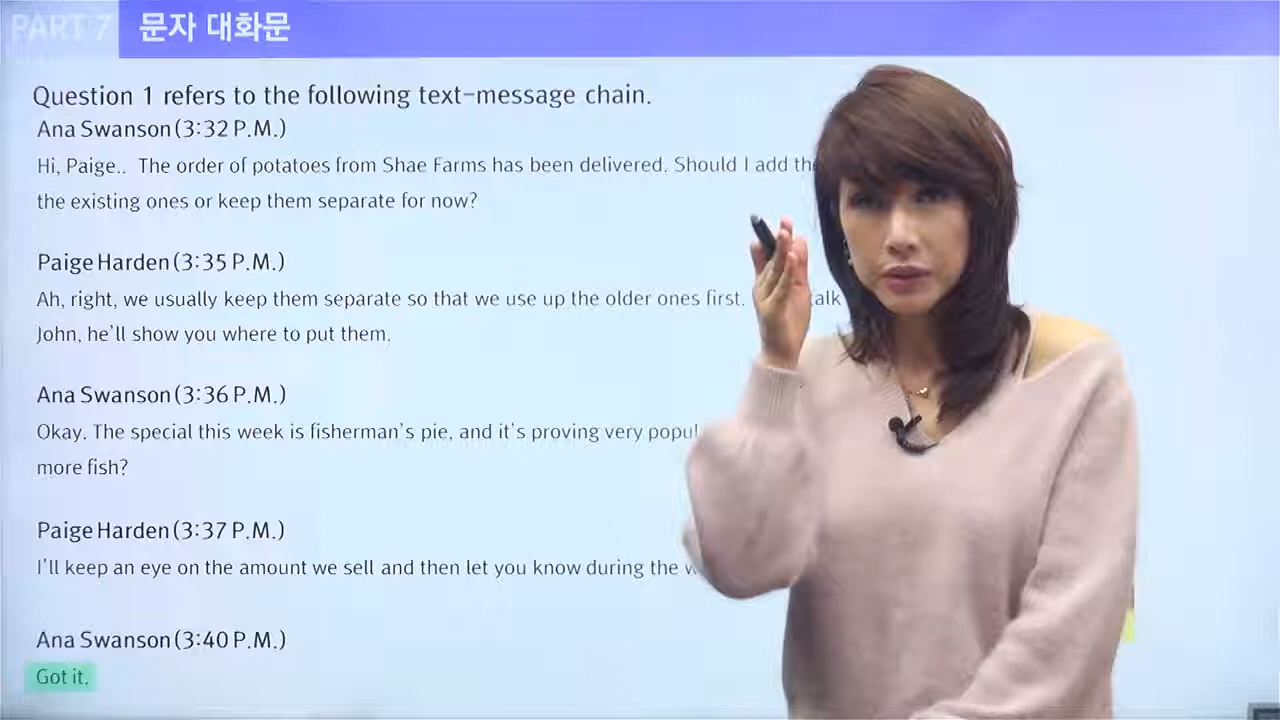 PART 7 문자 대화문
Question 1 refers to the following text-message chain.
Ana Swanson (3:32 P.M.)
Hi, Paige.. The order of potatoes from Shae Farms has been delivered. Should I add
the existing ones or keep them separate for now?
Paige Harden (3:35 P.M.)
Ah, right, we usually keep them separate so that we use up the older ones first.
John, he'll show you where to put them.
Ana Swanson (3:36 P.M.)
Okay. The special this week is fisherman's pie, and it's proving very
more fish?
Paige Harden (3:37 P.M.)
I'll keep an eye on the amount we sell and then let you know during the
Ana Swanson (3:40 P.M.)
Got it.